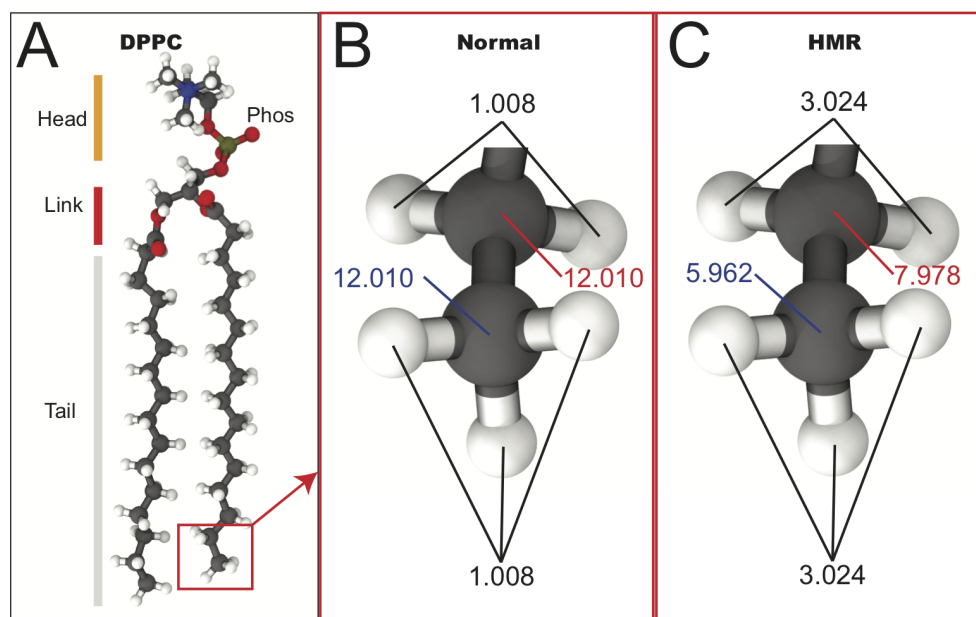 A
DPPC
Head
Phos
Link
Tail
B
Normal
1.008
12.010
12.010
1.008
C
HMR
3.024
5.962
7.978
3.024